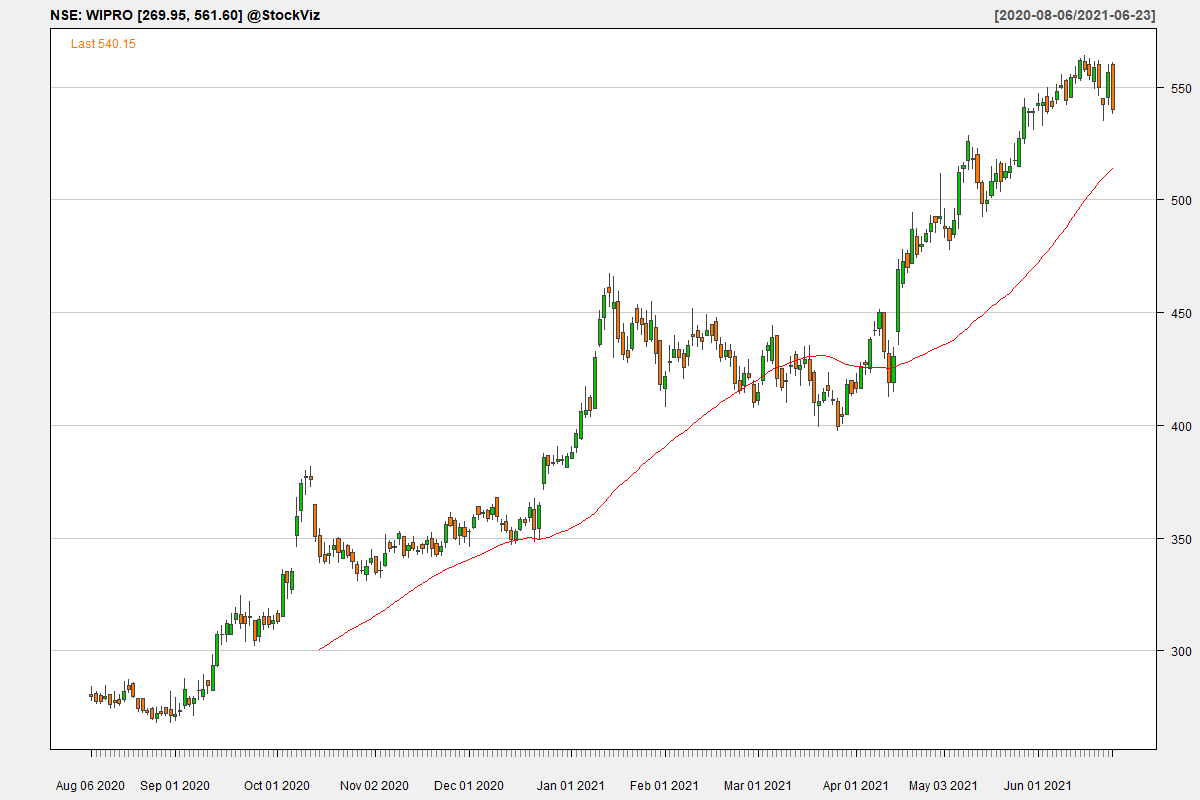 NSE: WIPRO [269.95, 561.60] @StockViz
[2020-08-06/2021-06-23]
Last 540.15
550
500
450
400
350
300
Aug 06 2020
Sep 01 2020
Oct 01 2020
Nov 02 2020
Dec 01 2020
Jan 01 2021
Feb 01 2021
Mar 01 2021
Apr 01 2021
May 03 2021
Jun 01 2021